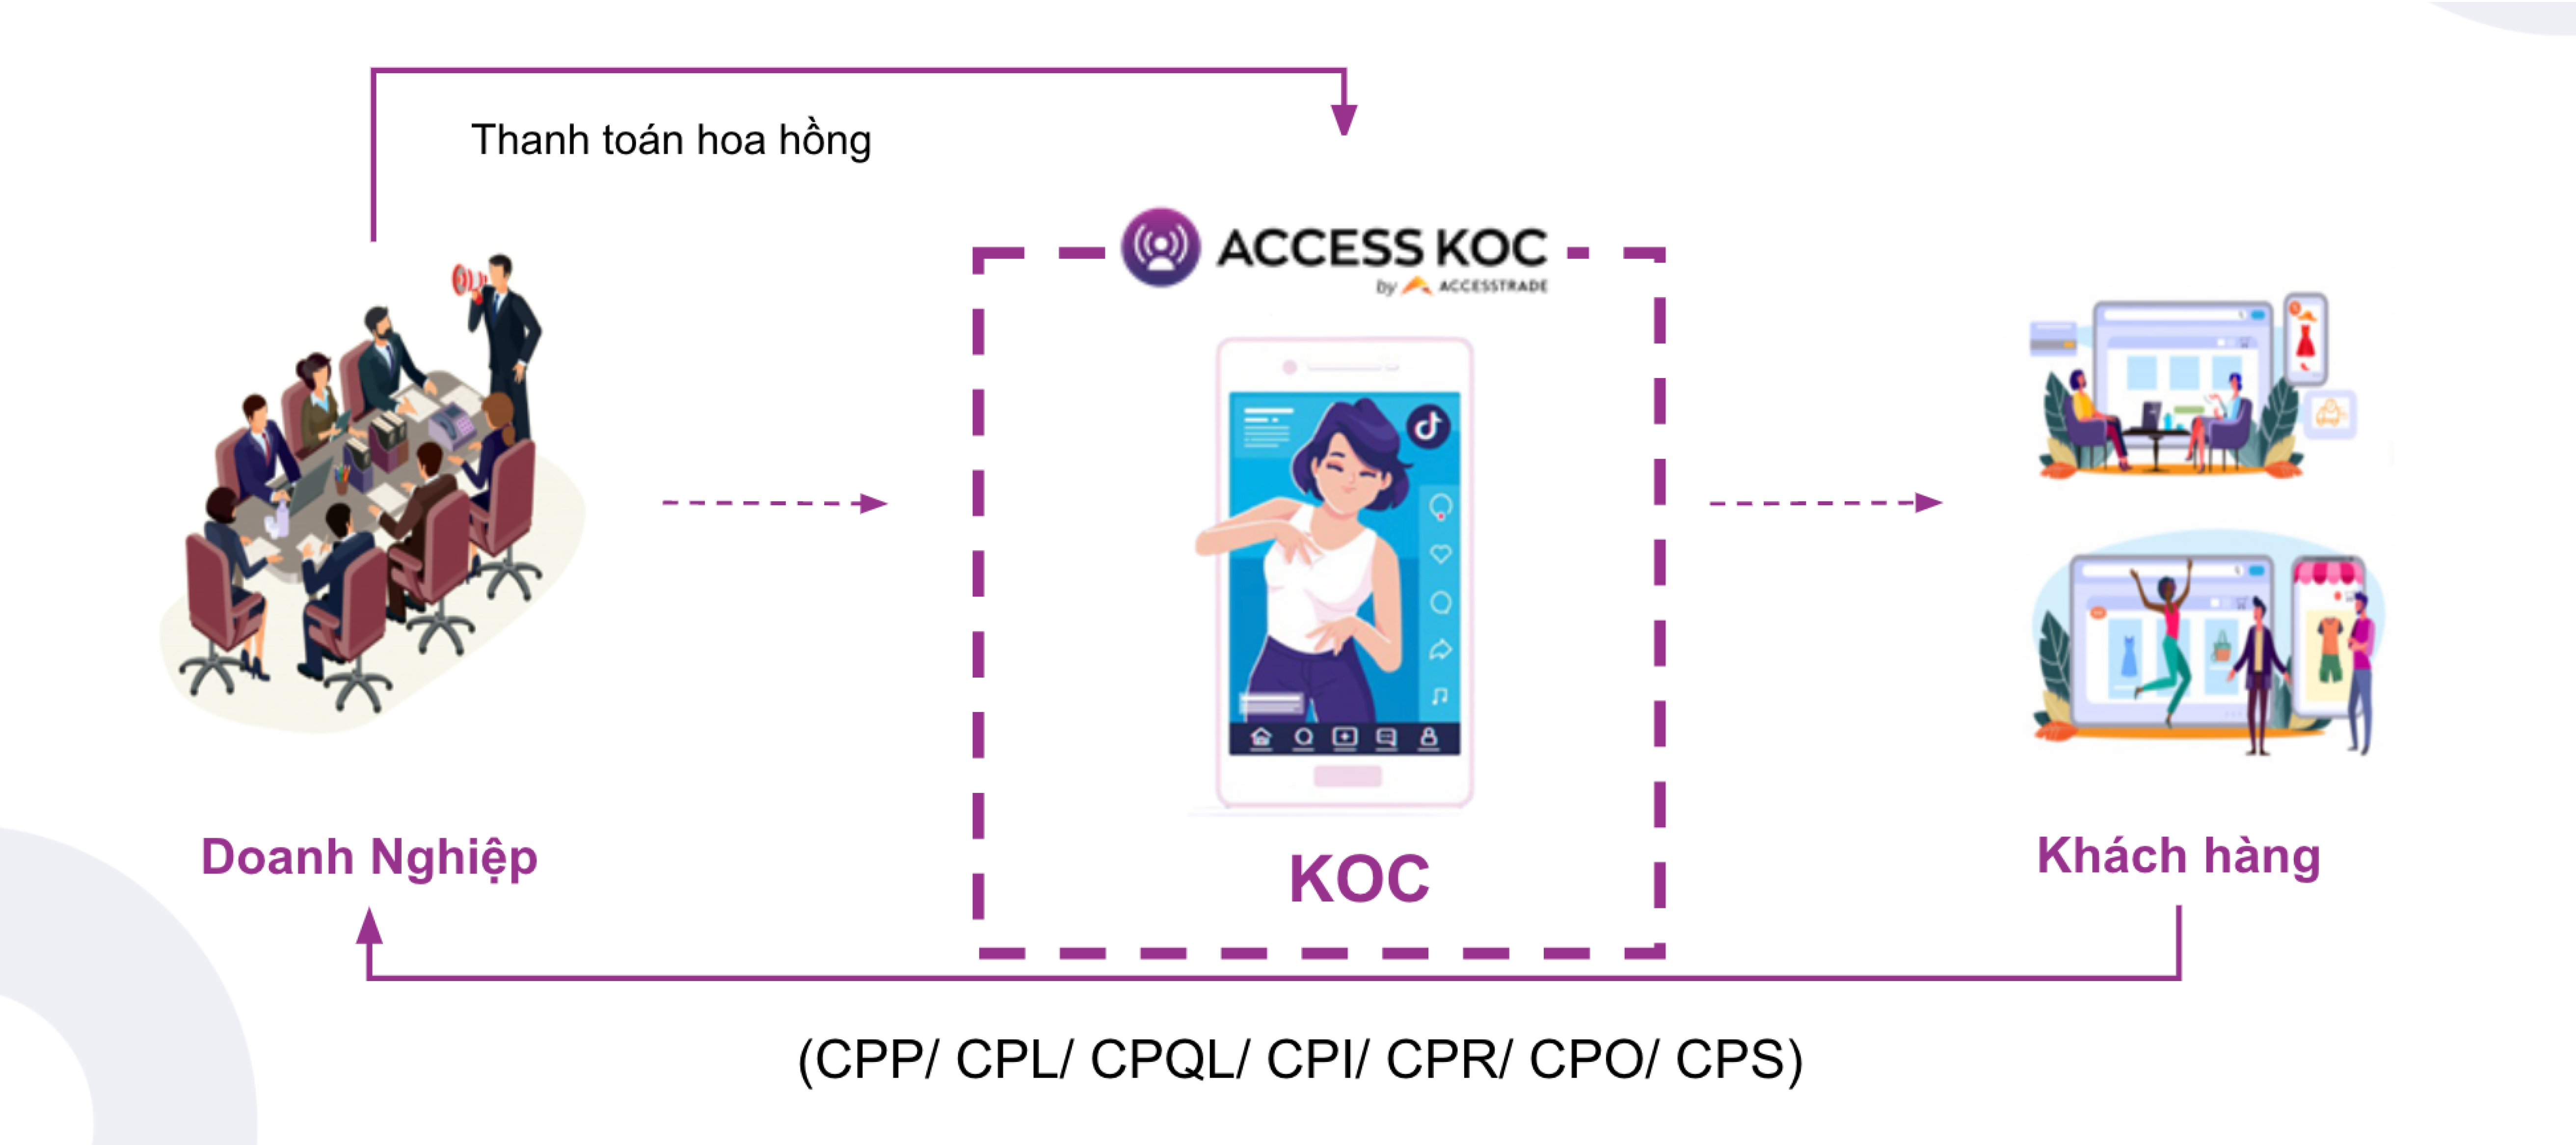 Thanh toán hoa hồng
ACCESS KOC
by ACCESSTRADE
Doanh Nghiệp
KOC
Khách hàng
(CPP/ CPL/ CPQL/ CPI/ CPR/ CPO/ CPS)